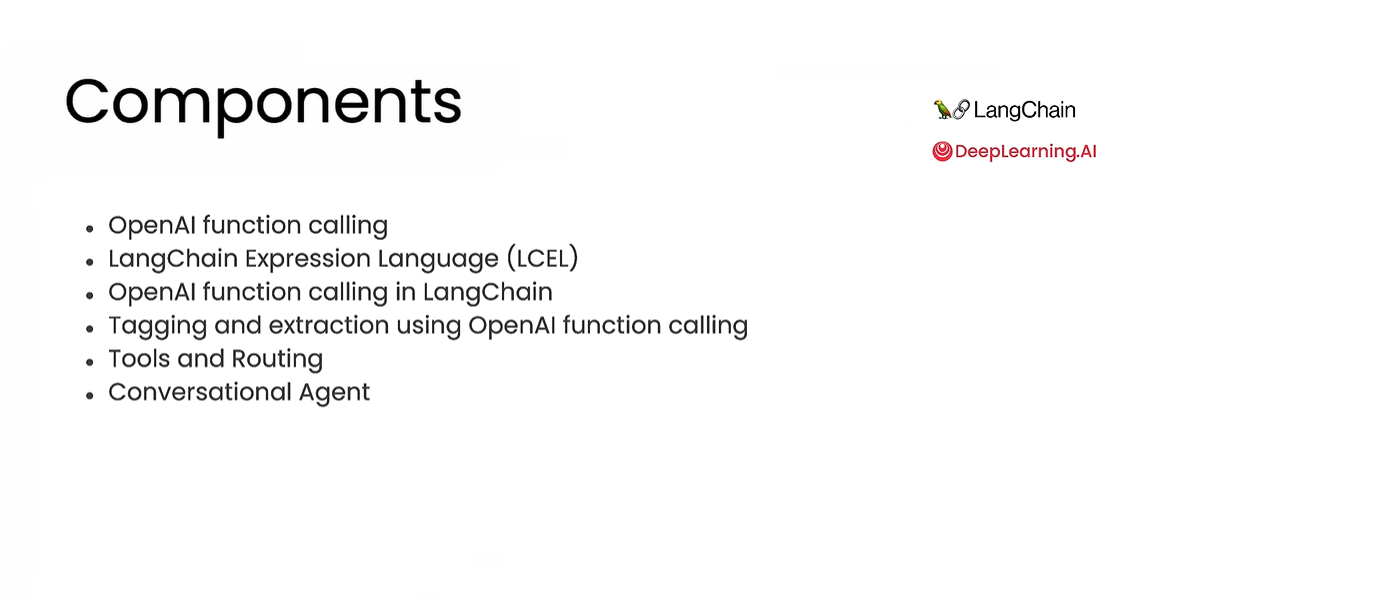 Components
LangChain
DeepLearning.AI
OpenAI function calling
LangChain Expression Language (LCEL)
OpenAI function calling in LangChain
Tagging and extraction using OpenAI function calling
Tools and Routing
Conversational Agent